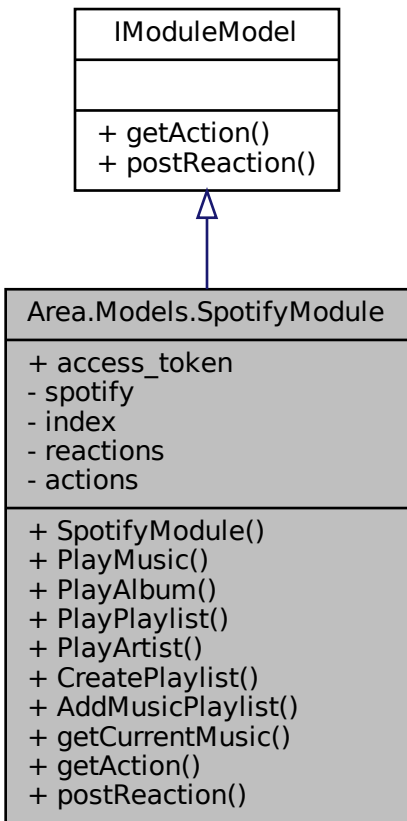 IModuleModel
+ getAction()
+ postReaction()
Area.Models.SpotifyModule
+ access_token
- spotify
- index
- reactions
- actions
+ SpotifyModule()
+ PlayMusic()
+ PlayAlbum()
+ PlayPlaylist()
+ PlayArtist()
+ CreatePlaylist()
+ AddMusicPlaylist()
+ getCurrentMusic()
+ getAction()
+ postReaction()